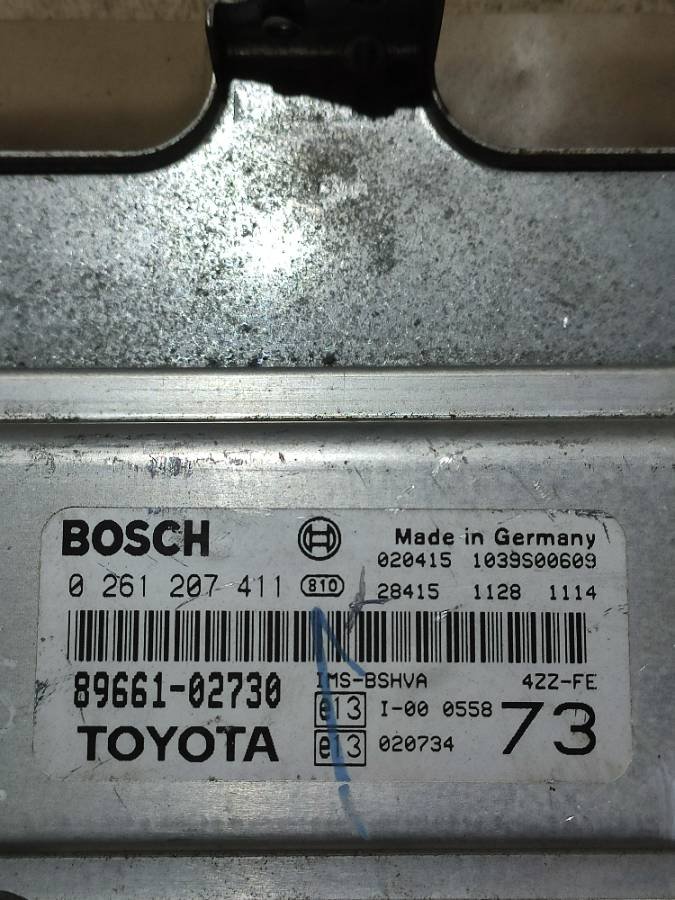 BOSCH
Made in Germany
020415 1039S00609
0 261 207 411 810
28415 1128 1114
89661-02730
IMS-BSHVA 4ZZ-FE
e13 I-00 0558
73
TOYOTA
e13 020734